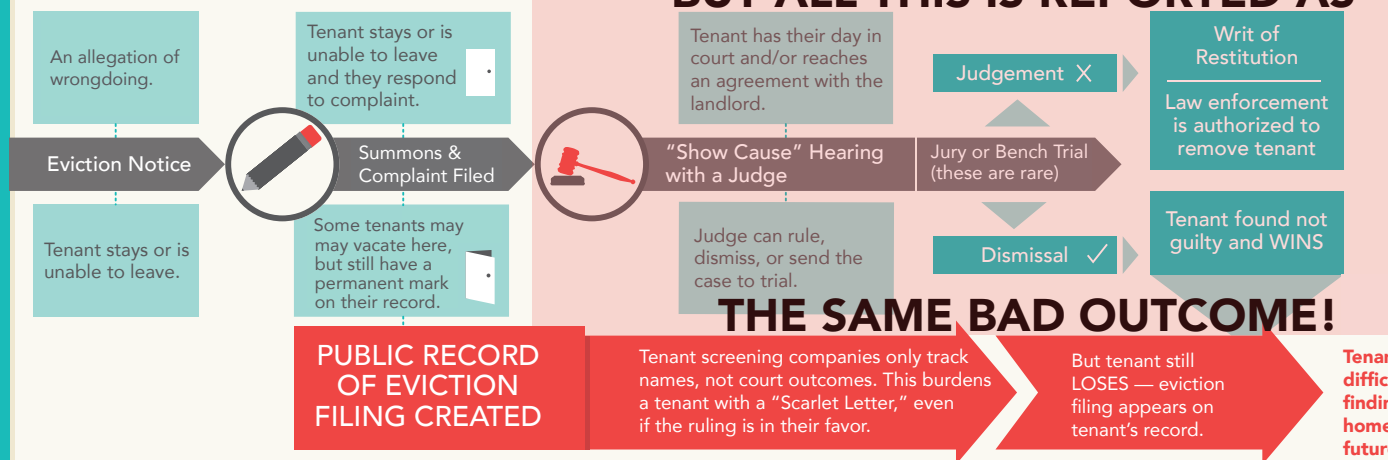 BUT ALL THIS IS REPORTED AS
An allegation of
wrongdoing.
Eviction Notice
Tenant stays or is
unable to leave.
Tenant stays or is
unable to leave
and they respond
to complaint.
Summons &
Complaint Filed
Some tenants may
may vacate here,
but still have a
permanent mark
on their record.
Tenant has their day in
court and/or reaches
an agreement with the
landlord.
“Show Cause” Hearing
with a Judge
Judge can rule,
dismiss, or send the
case to trial.
Judgement X
Jury or Bench Trial
(these are rare)
Dismissal ✓
Writ of
Restitution
Law enforcement
is authorized to
remove tenant
Tenant found not
guilty and WINS
THE SAME BAD OUTCOME!
PUBLIC RECORD
OF EVICTION
FILING CREATED
Tenant screening companies only track
names, not court outcomes. This burdens
a tenant with a “Scarlet Letter,” even
if the ruling is in their favor.
But tenant still
LOSES — eviction
filing appears on
tenant’s record.